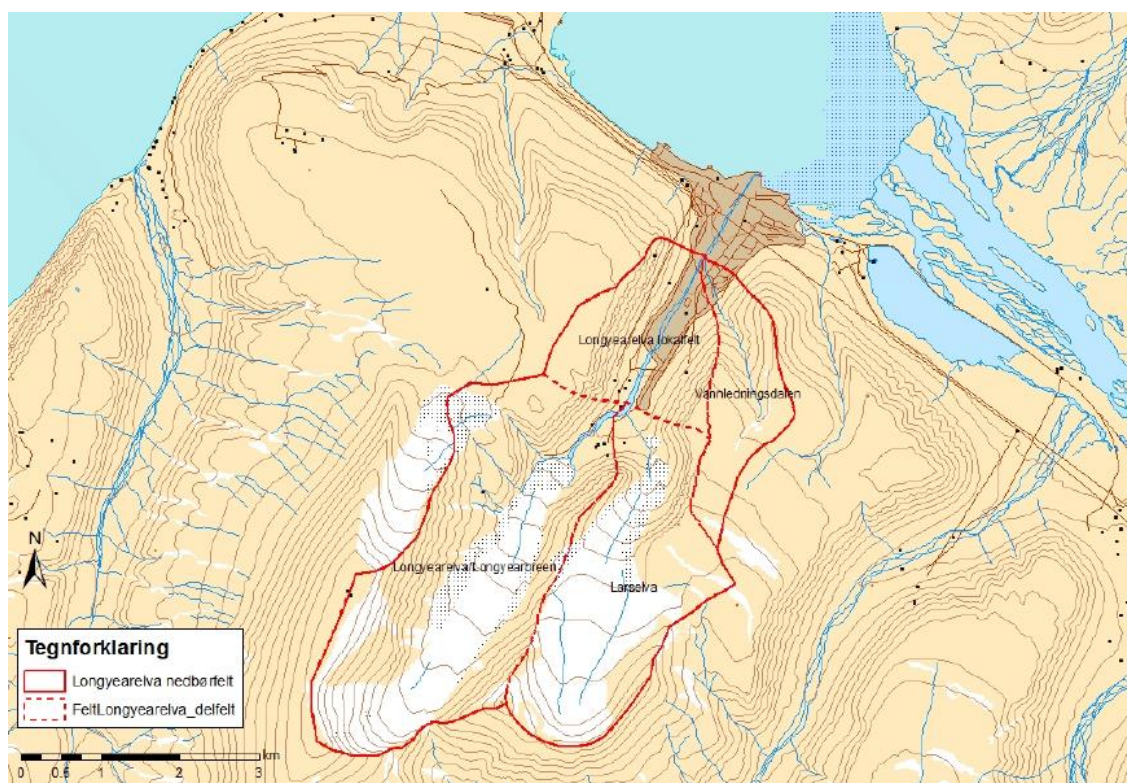 Longyearelva lokalfelt
Vannledningsdalen
Longyearelva/Longyearbreen
Larselva
N
Tegnforklaring
Longyearelva nedbørfelt
FeltLongyearelva_delfelt
km
0 0.5 1 2 3